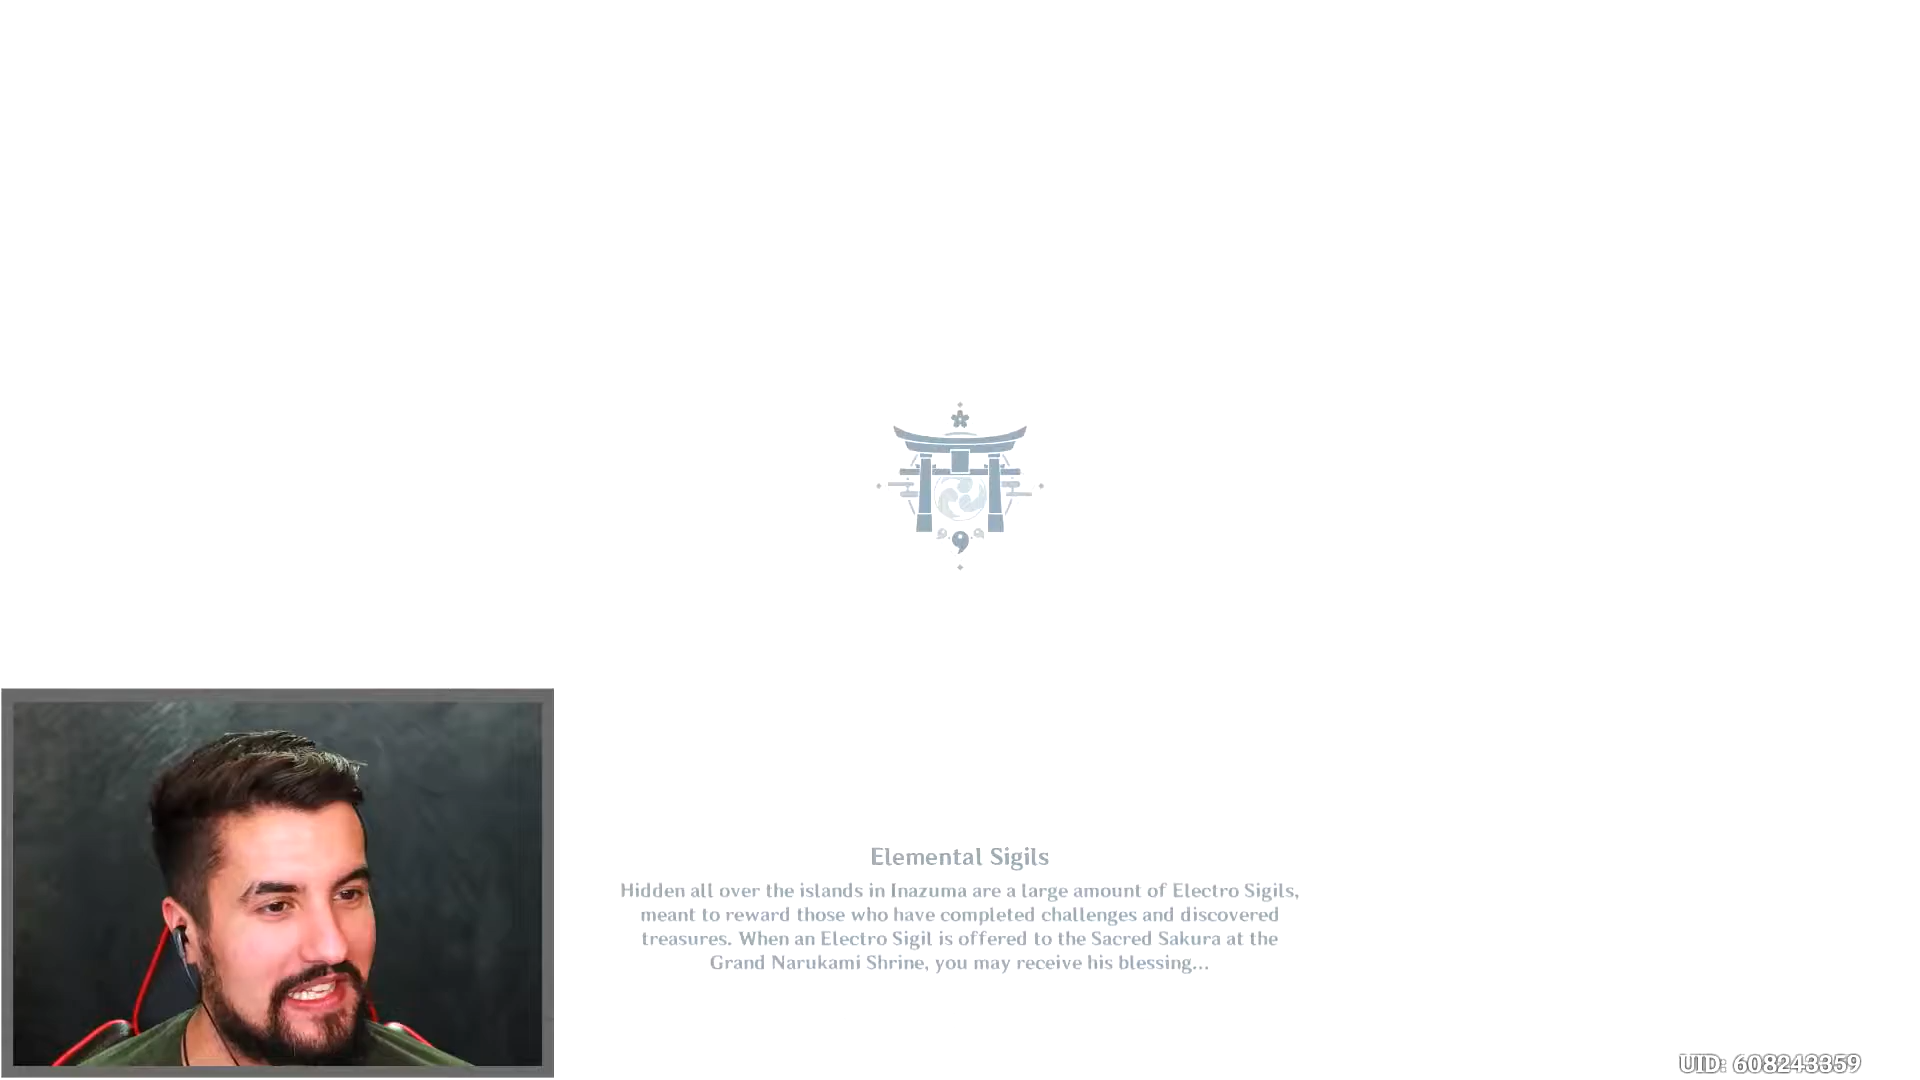 Elemental Sigils
Hidden all over the islands in Inazuma are a large amount of Electro Sigils,
meant to reward those who have completed challenges and discovered
treasures. When an Electro Sigil is offered to the Sacred Sakura at the
Grand Narukami Shrine, you may receive his blessing...
UID: 608243359